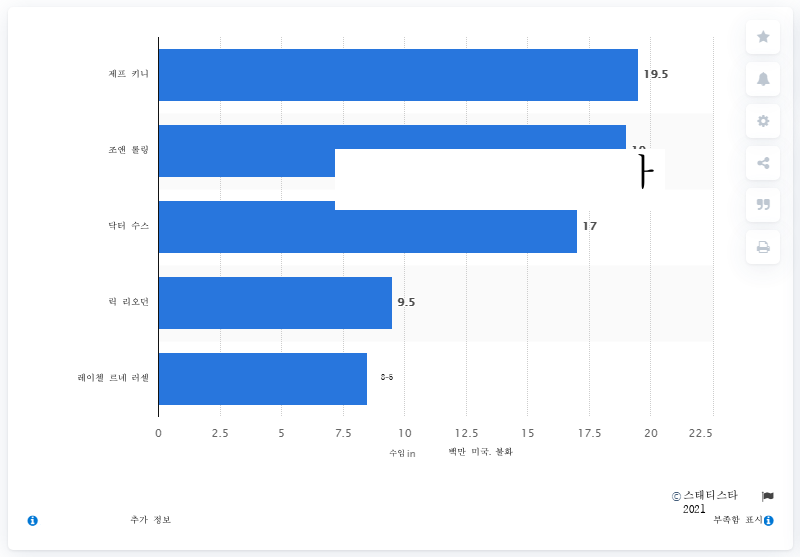 제프 키니
19.5
조앤 롤링
닥터 수스
17
릭 리오던
9.5
레이첼 르네 러셀
0 2.5 5 7.5 10 12.5 15 17.5 20 22.5
수입 in 백만 미국. 불화
© 스태티스타
2021
추가 정보
부족함 표시